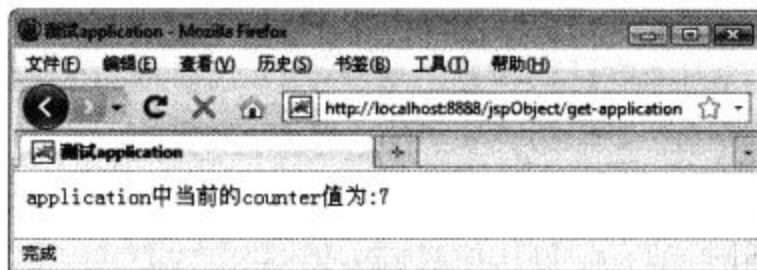 测试application - Mozilla Firefox
文件(F) 编辑(E) 查看(V) 历史(S) 书签(B) 工具(T) 帮助(H)
http://localhost:8888/jspObject/get-application
测试application
application中当前的counter值为:7
完成